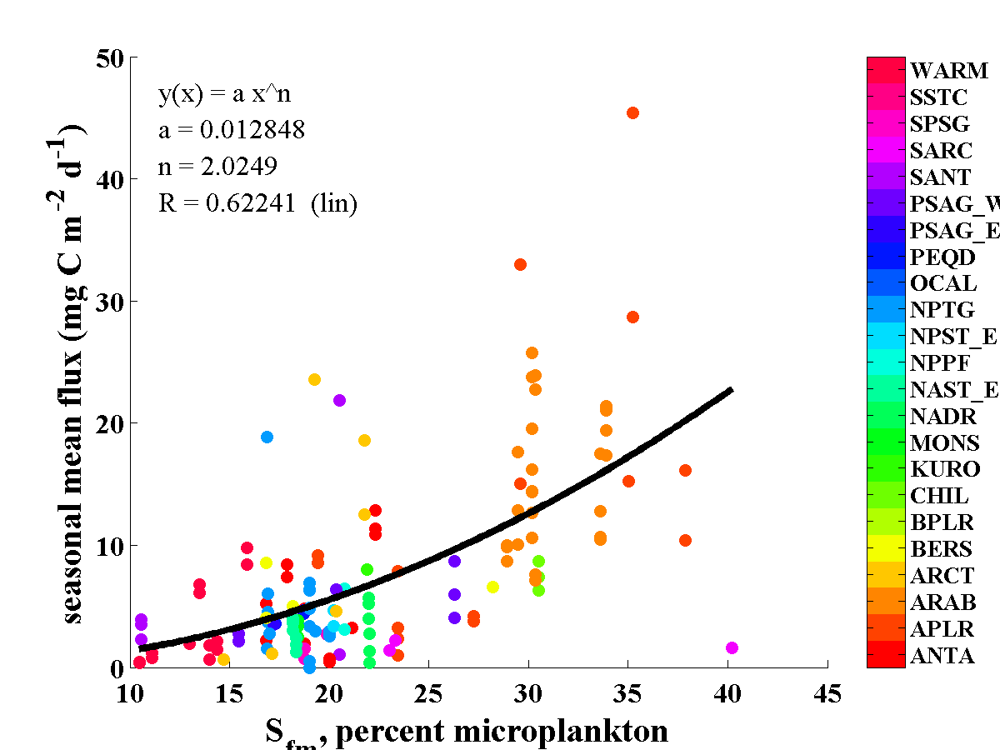 y(x) = a x^n
a = 0.012848
n = 2.0249
R = 0.62241  (lin)
50
40
30
20
10
0
seasonal mean flux (mg C m-2 d-1)
10 15 20 25 30 35 40 45
Sfm, percent microplankton
WARM
SSTC
SPSG
SARC
SANT
PSAG_W
PSAG_E
PEQD
OCAL
NPTG
NPST_E
NPPF
NAST_E
NADR
MONS
KURO
CHIL
BPLR
BERS
ARCT
ARAB
APLR
ANTA